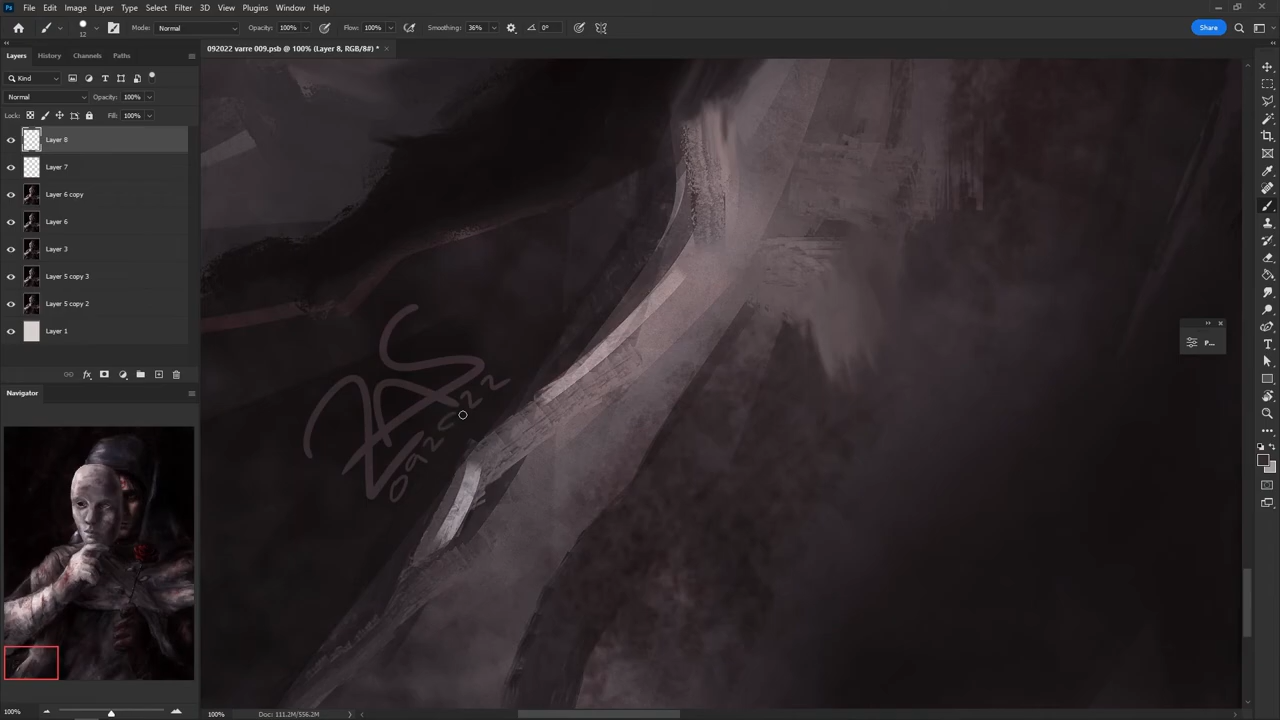 File Edit Image Layer Type Select Filter 3D View Plugins Window Help
12 Mode: Normal Opacity: 100% Flow: 100% Smoothing: 36% 0° Share
Layers History Channels Paths
092022 varre 009.psb @ 100% (Layer 8, RGB/8#) *
Kind
Normal Opacity: 100%
Lock: Fill: 100%
Layer 8
Layer 7
Layer 6 copy
Layer 6
Layer 3
Layer 5 copy 3
Layer 5 copy 2
Layer 1
P...
092022
Navigator
100%
100% Doc: 111.2M/556.2M